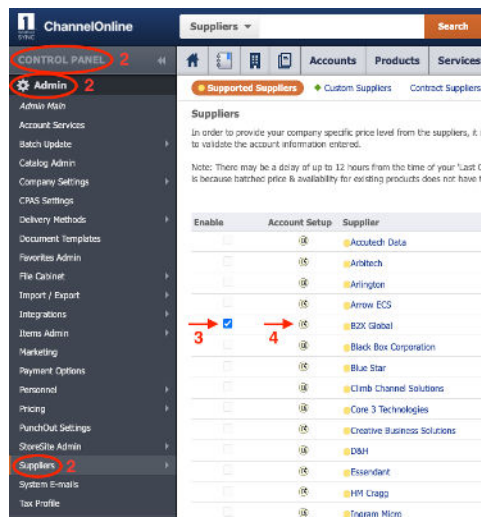 1 ChannelOnline
SYNC
Suppliers
Search
CONTROL PANEL 2
Accounts Products Services
Admin 2
Supported Suppliers Custom Suppliers Contract Suppliers
Admin Main
Suppliers
Account Services
In order to provide your company specific price level from the suppliers, it i
Batch Update
to validate the account information entered.
Catalog Admin
Note: There may be a delay of up to 12 hours from the time of your 'Last C
Company Settings
is because batched price & availability for existing products does not have t
CPAS Settings
Delivery Methods
Enable Account Setup Supplier
Document Templates
Accutech Data
Favorites Admin
Arbitech
File Cabinet
Arlington
Import / Export
Arrow ECS
Integrations
3 4 B2X Global
Items Admin
Black Box Corporation
Marketing
Blue Star
Payment Options
Climb Channel Solutions
Personnel
Core 3 Technologies
Pricing
Creative Business Solutions
PunchOut Settings
D&H
StoreSite Admin
Essendant
Suppliers 2
HM Cragg
System E-mails
Ingram Micro
Tax Profile